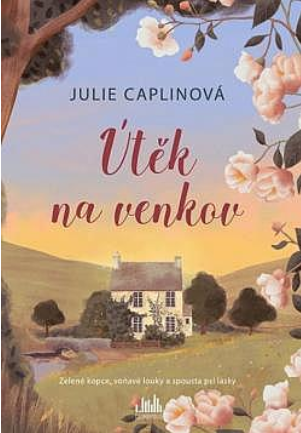 JULIE CAPLINOVÁ
Útěk
na venkov
Zelené kopce, voňavé louky a spousta psí lásky